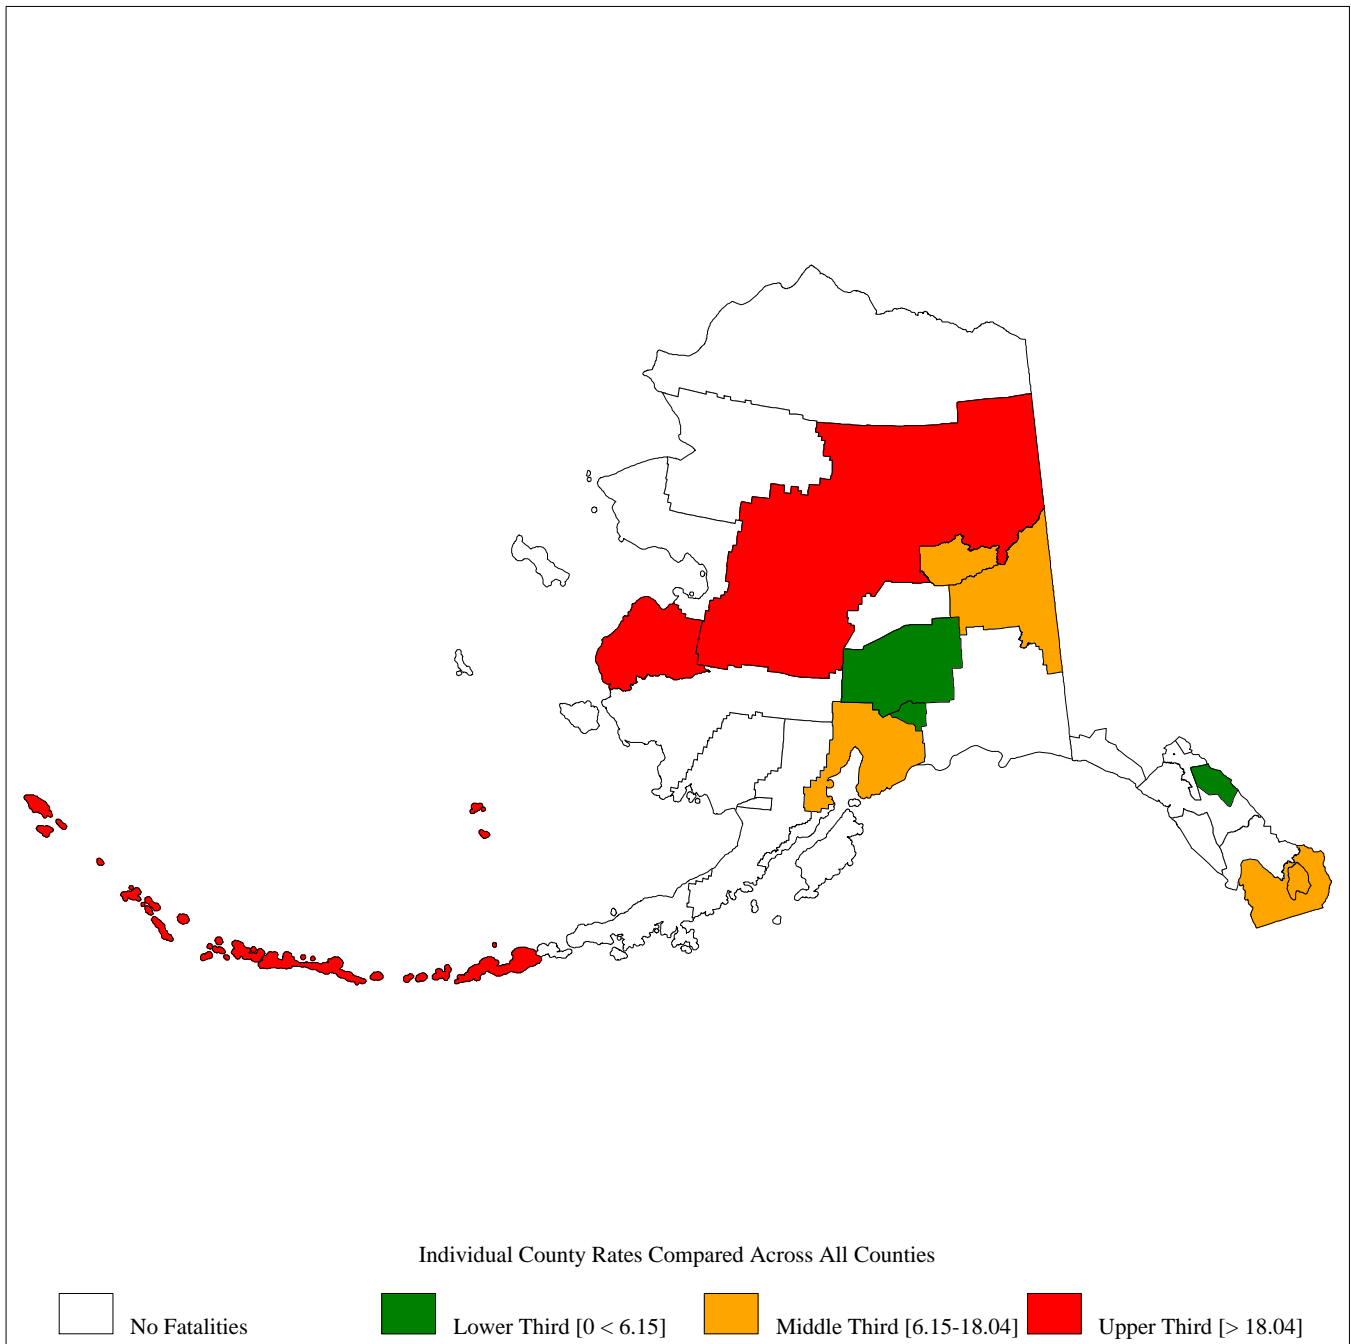 Individual County Rates Compared Across All Counties
No Fatalities Lower Third [0 < 6.15] Middle Third [6.15-18.04] Upper Third [> 18.04]